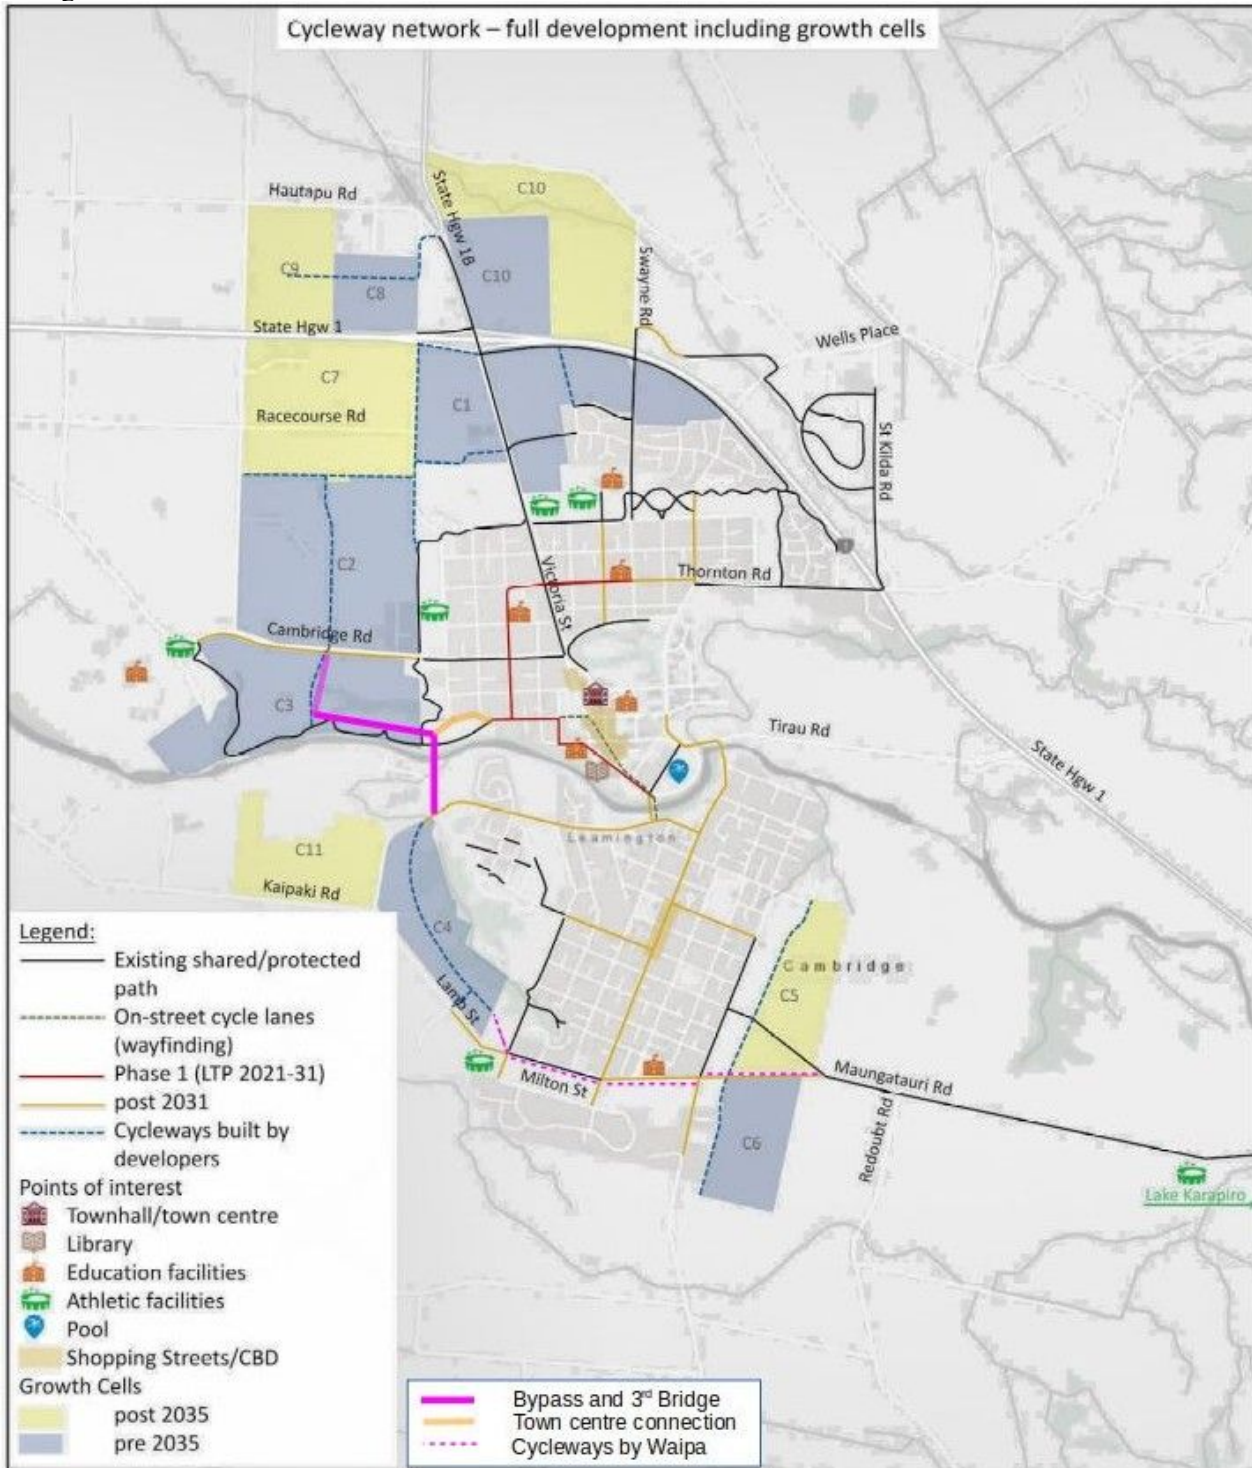 Cycleway network – full development including growth cells
C10
Hautapu Rd
State Hgw 1B
Swayne Rd
C9
C8
C10
State Hgw 1
Wells Place
C7
C1
Racecourse Rd
St Kilda Rd
1
C2
Victoria St
Thornton Rd
Cambridge Rd
C3
Tirau Rd
State Hgw 1
Leamington
C11
Kaipaki Rd
C4
Cambridge
C5
Lamb St
Milton St
Maungatauri Rd
C6
Redoubt Rd
Lake Karapiro
Legend:
Existing shared/protected
path
On-street cycle lanes
(wayfinding)
Phase 1 (LTP 2021-31)
post 2031
Cycleways built by
developers
Points of interest
Townhall/town centre
Library
Education facilities
Athletic facilities
Pool
Shopping Streets/CBD
Growth Cells
post 2035
pre 2035
Bypass and 3rd Bridge
Town centre connection
Cycleways by Waipa